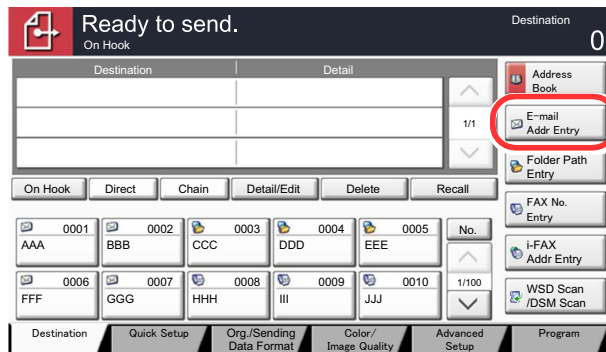 Ready to send.
On Hook
Destination
0
Destination Detail
1/1
Address
Book
E-mail
Addr Entry
Folder Path
Entry
FAX No.
Entry
i-FAX
Addr Entry
WSD Scan
/DSM Scan
On Hook Direct Chain Detail/Edit Delete Recall
0001 0002 0003 0004 0005 No.
AAA BBB CCC DDD EEE
0006 0007 0008 0009 0010 1/100
FFF GGG HHH III JJJ
Destination Quick Setup Org./Sending
Data Format Color/
Image Quality Advanced
Setup Program